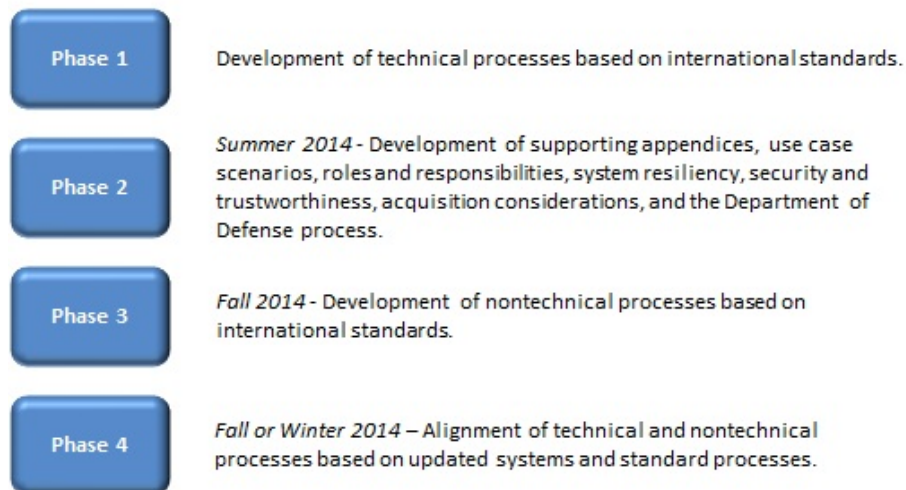 Phase 1
Development of technical processes based on international standards.
Phase 2
Summer 2014 - Development of supporting appendices, use case
scenarios, roles and responsibilities, system resiliency, security and
trustworthiness, acquisition considerations, and the Department of
Defense process.
Phase 3
Fall 2014 - Development of nontechnical processes based on
international standards.
Phase 4
Fall or Winter 2014 – Alignment of technical and nontechnical
processes based on updated systems and standard processes.